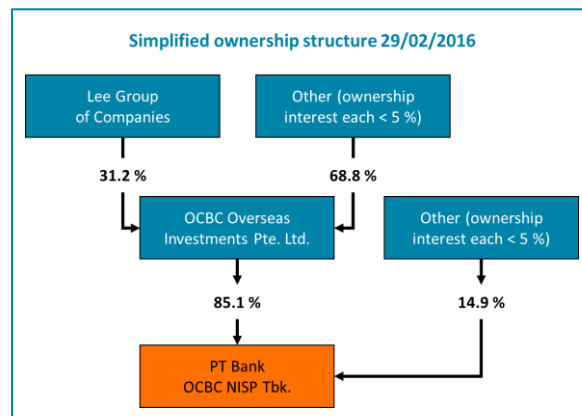 Simplified ownership structure 29/02/2016
Lee Group
of Companies
Other (ownership
interest each < 5 %)
31.2 %
68.8 %
OCBC Overseas
Investments Pte. Ltd.
Other (ownership
interest each < 5 %)
85.1 %
14.9 %
PT Bank
OCBC NISP Tbk.